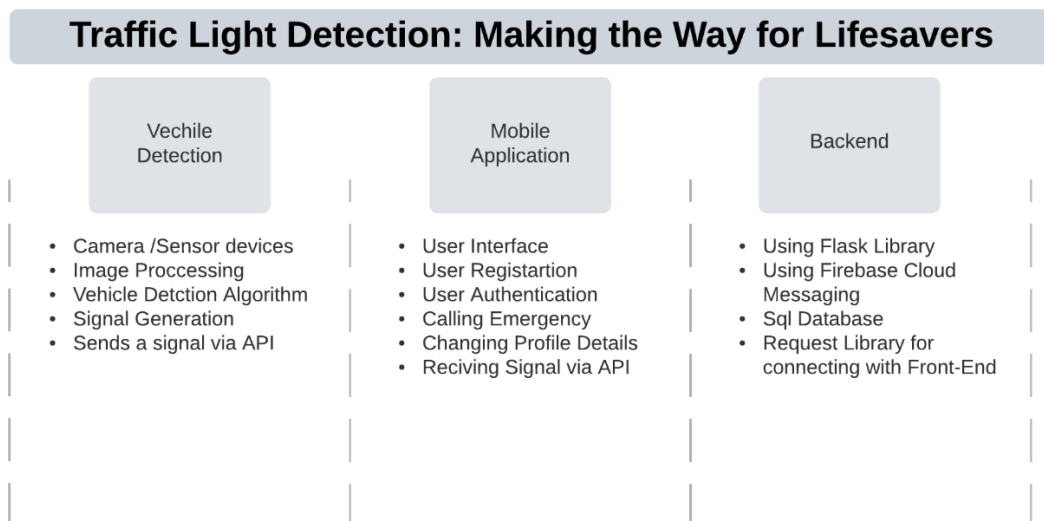 Traffic Light Detection: Making the Way for Lifesavers
Vechile
Detection
• Camera /Sensor devices
• Image Proccessing
• Vehicle Detction Algorithm
• Signal Generation
• Sends a signal via API
Mobile
Application
• User Interface
• User Registartion
• User Authentication
• Calling Emergency
• Changing Profile Details
• Reciving Signal via API
Backend
• Using Flask Library
• Using Firebase Cloud
Messaging
• Sql Database
• Request Library for
connecting with Front-End